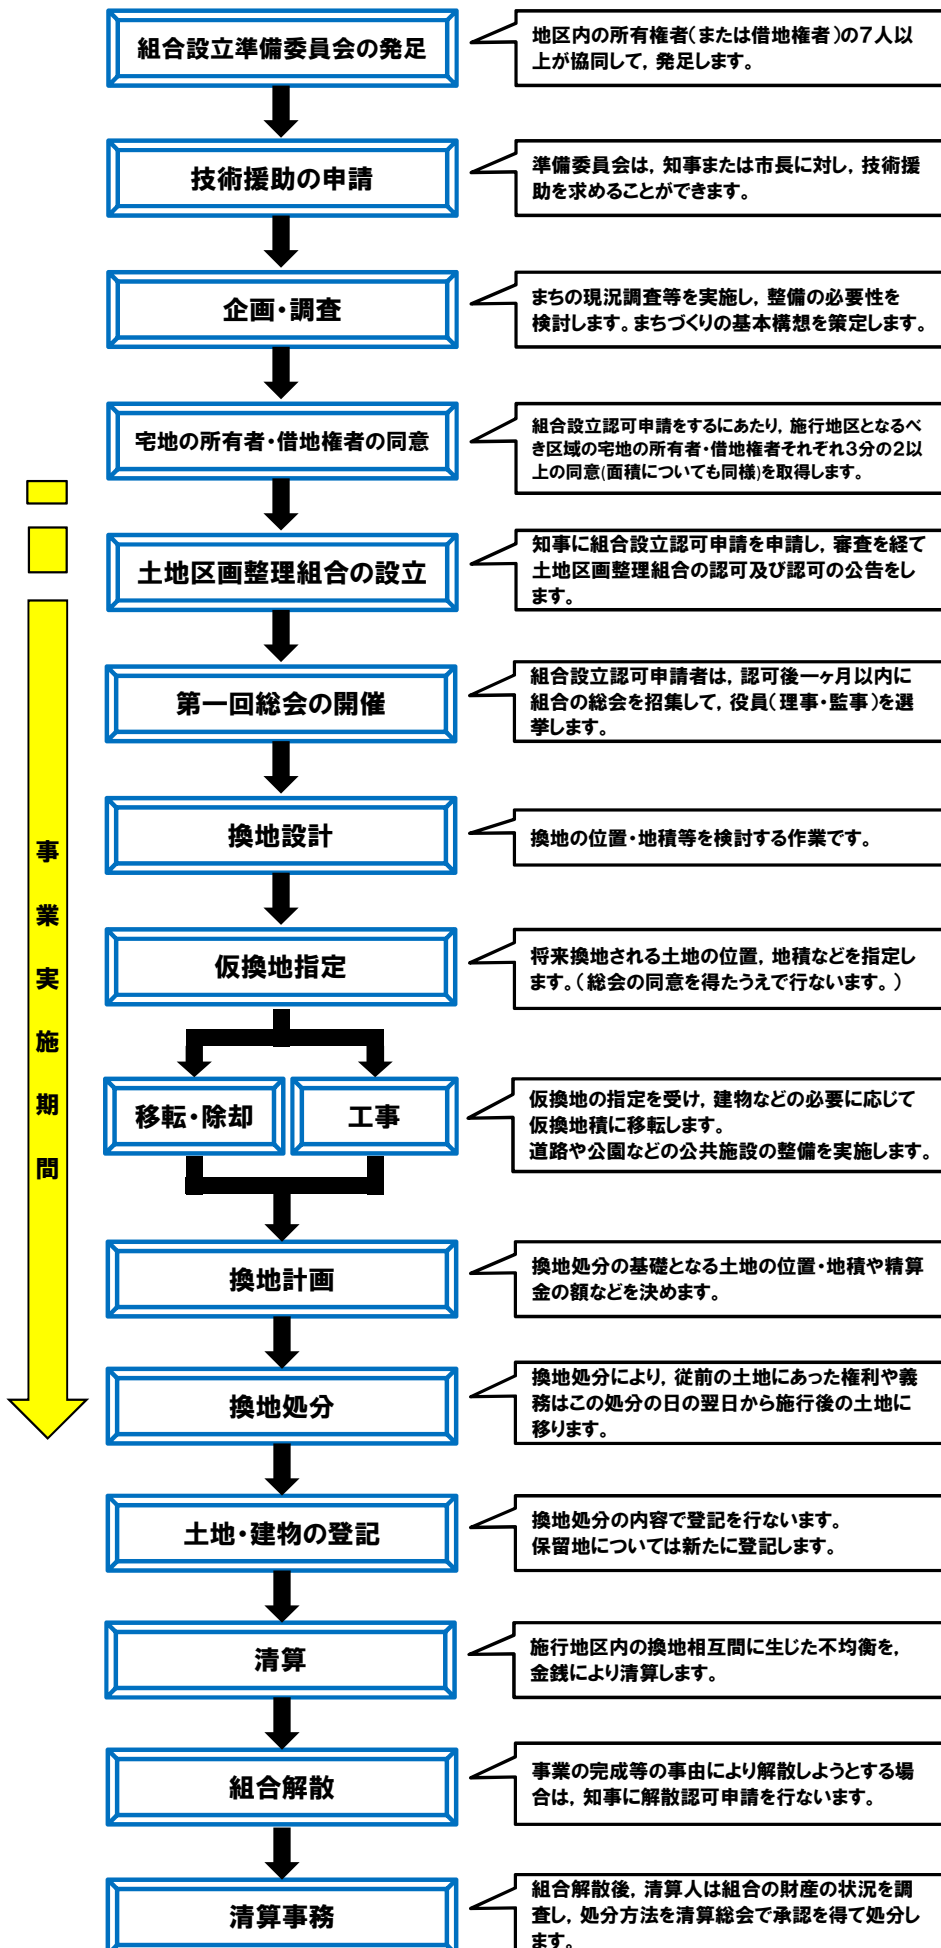 組合設立準備委員会の発足
地区内の所有権者(または借地権者)の7人以
上が協同して，発足します。
技術援助の申請
準備委員会は，知事または市長に対し，技術援
助を求めることができます。
企画・調査
まちの現況調査等を実施し，整備の必要性を
検討します。まちづくりの基本構想を策定します。
宅地の所有者・借地権者の同意
組合設立認可申請をするにあたり，施行地区となるべ
き区域の宅地の所有者・借地権者それぞれ3分の2以
上の同意(面積についても同様)を取得します。
土地区画整理組合の設立
知事に組合設立認可申請を申請し，審査を経て
土地区画整理組合の認可及び認可の公告をし
ます。
第一回総会の開催
組合設立認可申請者は，認可後一ヶ月以内に
組合の総会を招集して，役員(理事・監事)を選
挙します。
換地設計
換地の位置・地積等を検討する作業です。
事業実施期間
仮換地指定
将来換地される土地の位置，地積などを指定し
ます。(総会の同意を得たうえで行ないます。)
移転・除却
工事
仮換地の指定を受け，建物などの必要に応じて
仮換地積に移転します。
道路や公園などの公共施設の整備を実施します。
換地計画
換地処分の基礎となる土地の位置・地積や精算
金の額などを決めます。
換地処分
換地処分により，従前の土地にあった権利や義
務はこの処分の日の翌日から施行後の土地に
移ります。
土地・建物の登記
換地処分の内容で登記を行ないます。
保留地については新たに登記します。
清算
施行地区内の換地相互間に生じた不均衡を，
金銭により清算します。
組合解散
事業の完成等の事由により解散しようとする場
合は，知事に解散認可申請を行ないます。
清算事務
組合解散後，清算人は組合の財産の状況を調
査し，処分方法を清算総会で承認を得て処分し
ます。